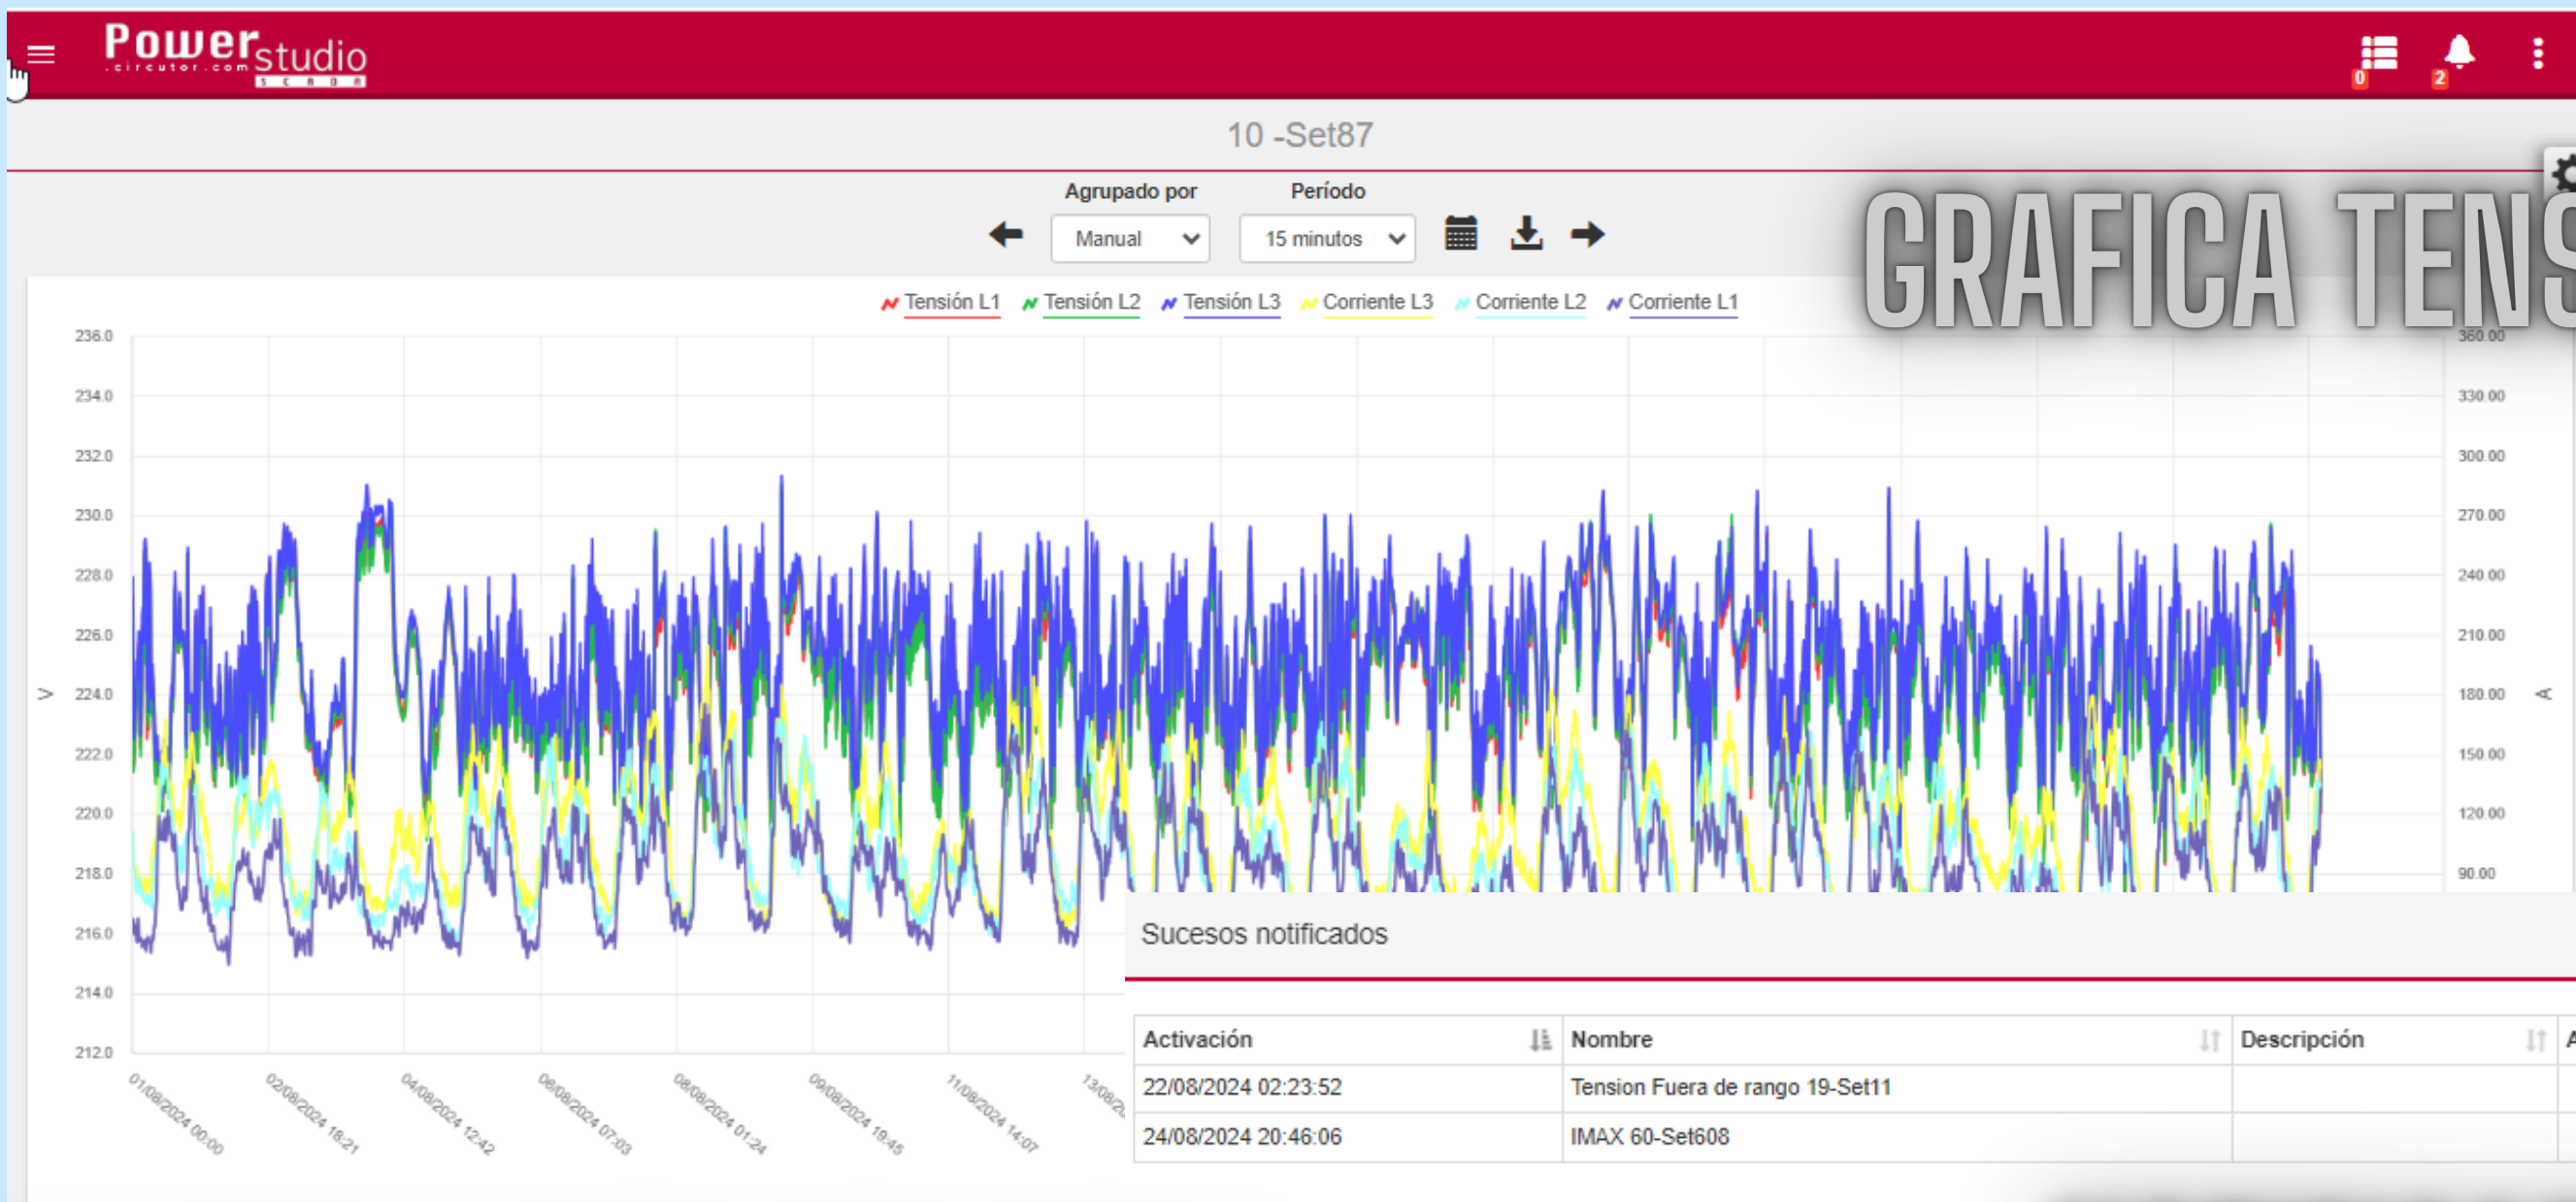 Powerstudio
.circutor.com
SCADA
0
2
10 -Set87
Agrupado por
Período
Manual
15 minutos
GRAFICA TENS
Tensión L1
Tensión L2
Tensión L3
Corriente L3
Corriente L2
Corriente L1
236.0
234.0
232.0
230.0
228.0
226.0
224.0
222.0
220.0
218.0
216.0
214.0
212.0
V
360.00
330.00
300.00
270.00
240.00
210.00
180.00
150.00
120.00
90.00
A
01/08/2024 00:00
02/08/2024 18:21
04/08/2024 12:42
06/08/2024 07:03
08/08/2024 01:24
09/08/2024 19:45
11/08/2024 14:07
13/08/2
Sucesos notificados
Activación Nombre Descripción A
22/08/2024 02:23:52 Tension Fuera de rango 19-Set11
24/08/2024 20:46:06 IMAX 60-Set608